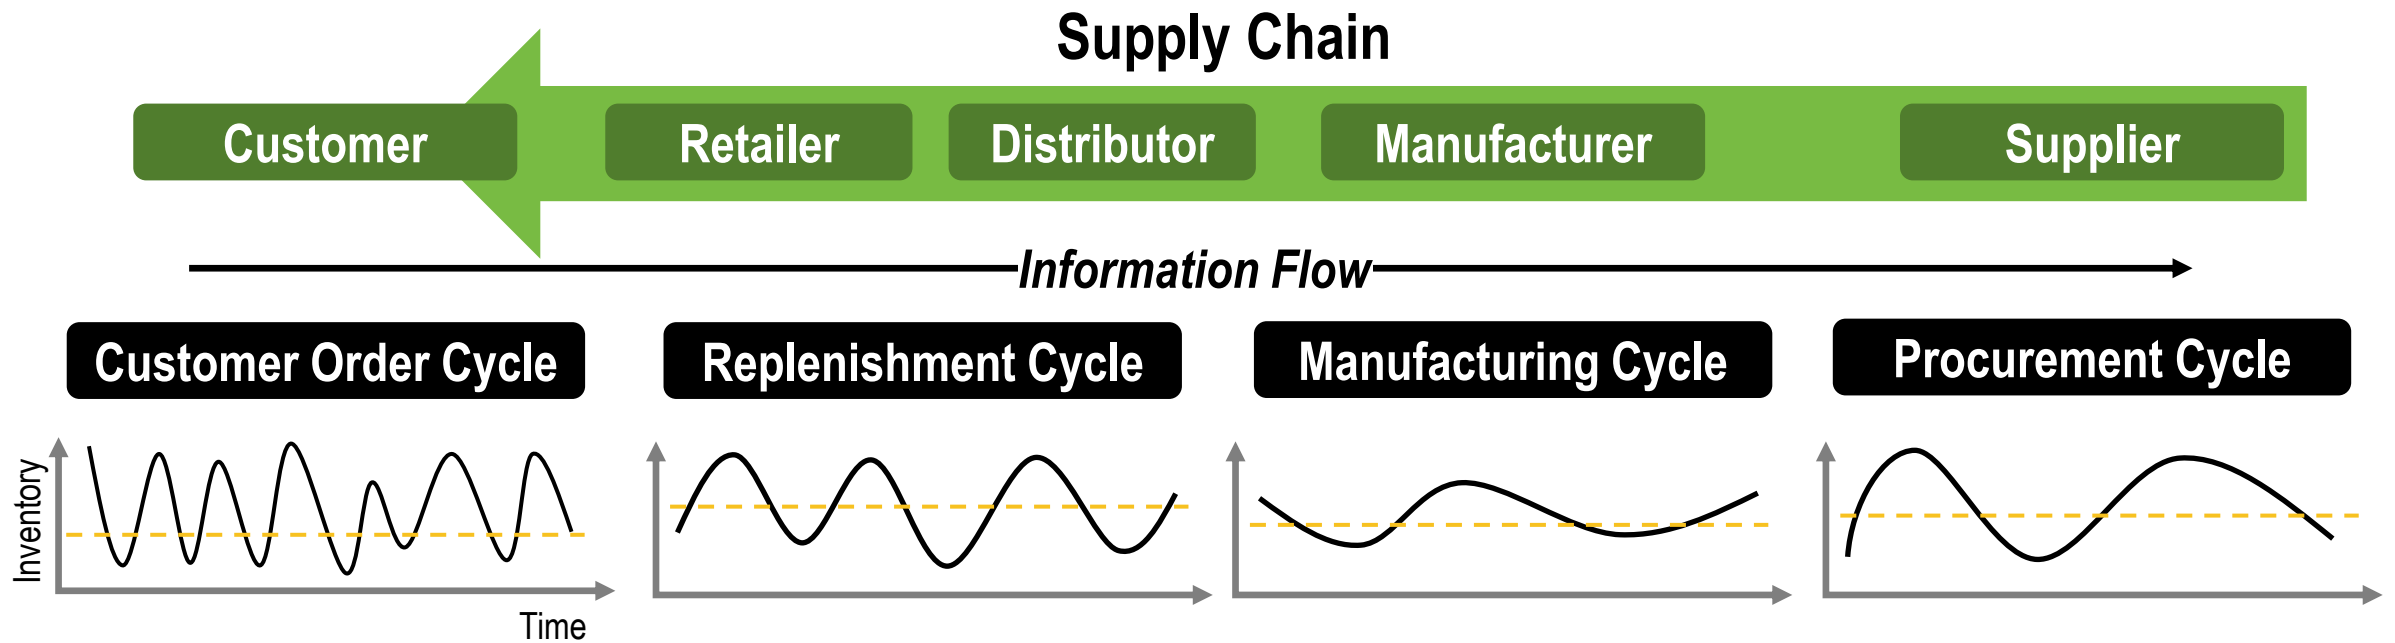 Supply Chain
Customer
Retailer
Distributor
Manufacturer
Supplier
Information Flow
Customer Order Cycle
Replenishment Cycle
Manufacturing Cycle
Procurement Cycle
Inventory
Time